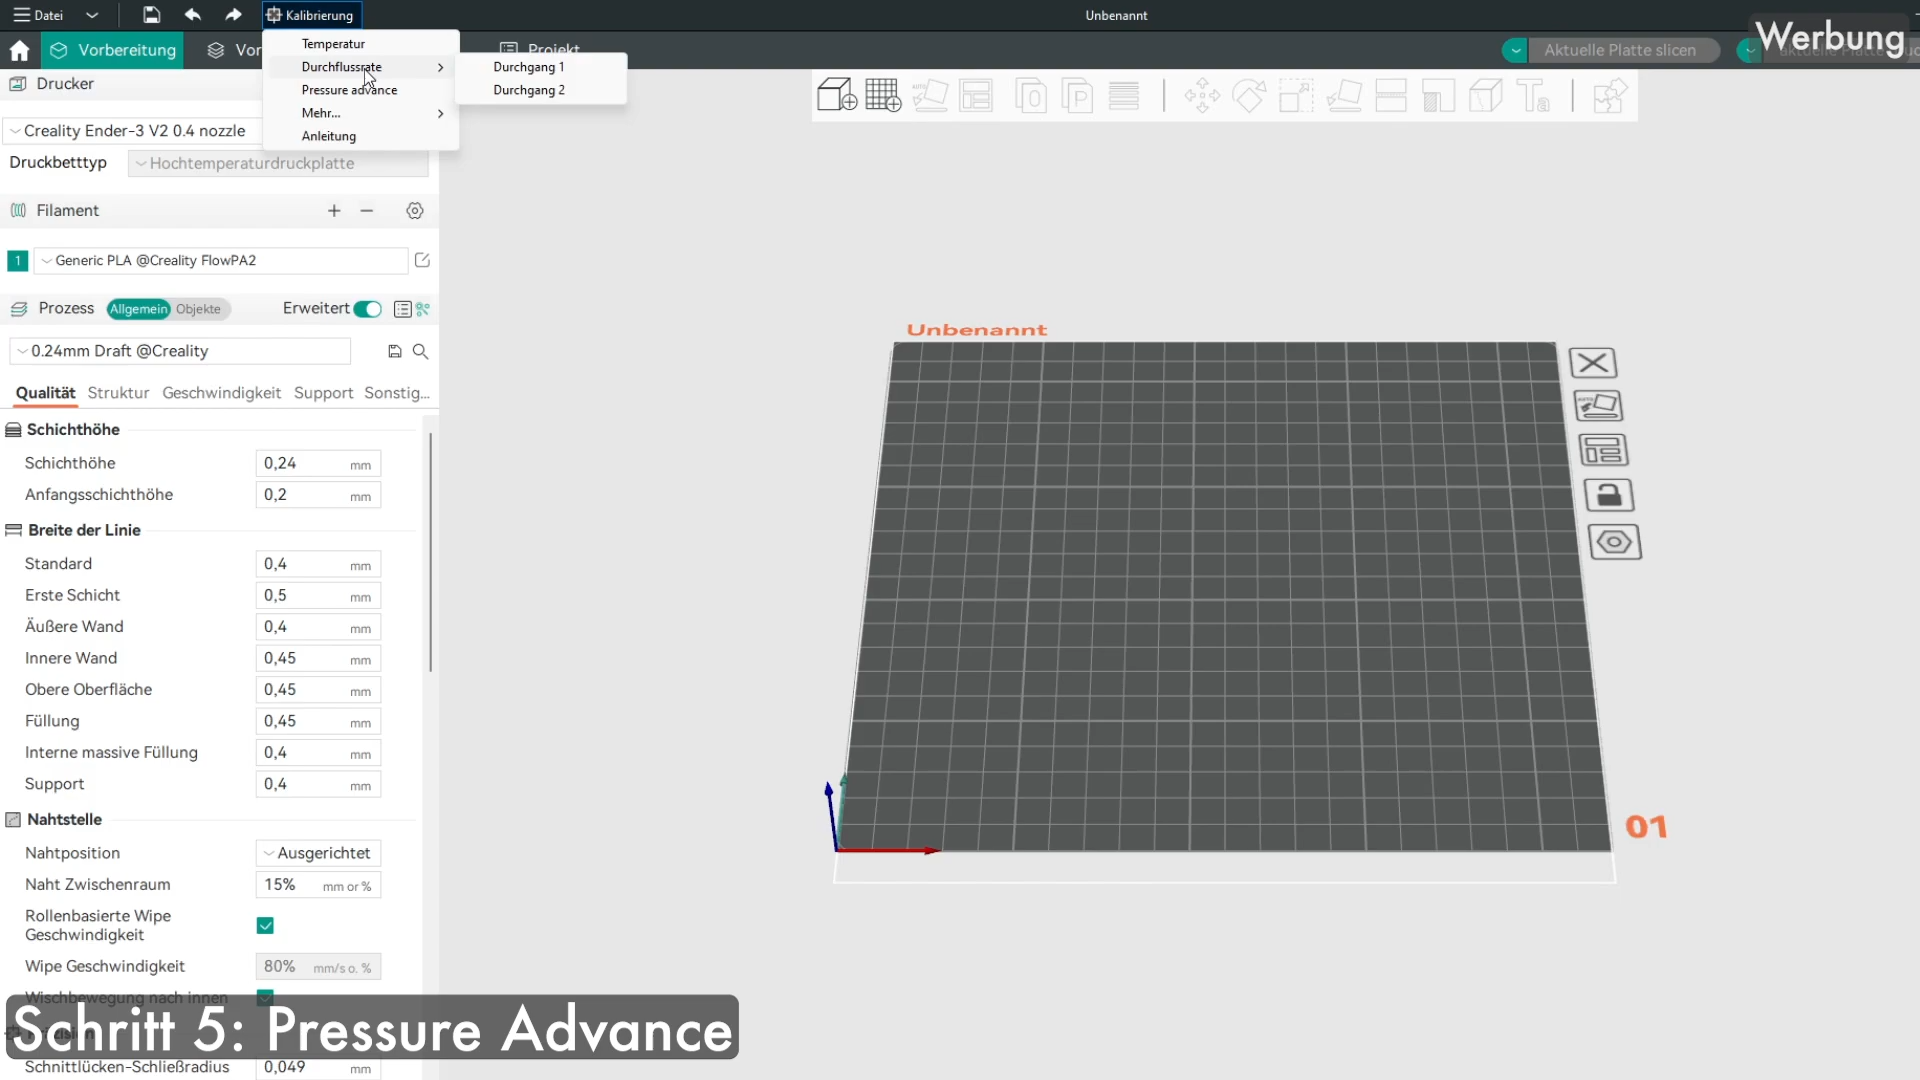 Datei
Kalibrierung
Unbenannt
Werbung
Vorbereitung
Vor
Projekt
Aktuelle Platte slicen
Temperatur
Durchflussrate
Pressure advance
Mehr...
Anleitung
Durchgang 1
Durchgang 2
Drucker
Creality Ender-3 V2 0.4 nozzle
Druckbetttyp
Hochtemperaturdruckplatte
Filament
1
Generic PLA @Creality FlowPA2
Prozess
Allgemein
Objekte
Erweitert
0.24mm Draft @Creality
Qualität
Struktur
Geschwindigkeit
Support
Sonstig...
Schichthöhe
Schichthöhe 0,24 mm
Anfangsschichthöhe 0,2 mm
Breite der Linie
Standard 0,4 mm
Erste Schicht 0,5 mm
Äußere Wand 0,4 mm
Innere Wand 0,45 mm
Obere Oberfläche 0,45 mm
Füllung 0,45 mm
Interne massive Füllung 0,4 mm
Support 0,4 mm
Nahtstelle
Nahtposition Ausgerichtet
Naht Zwischenraum 15% mm or %
Rollenbasierte Wipe
Geschwindigkeit
Wipe Geschwindigkeit 80% mm/s o. %
Wischbewegung nach innen
Schritt 5: Pressure Advance
Schnittlücken-Schließradius 0,049 mm
Unbenannt
01